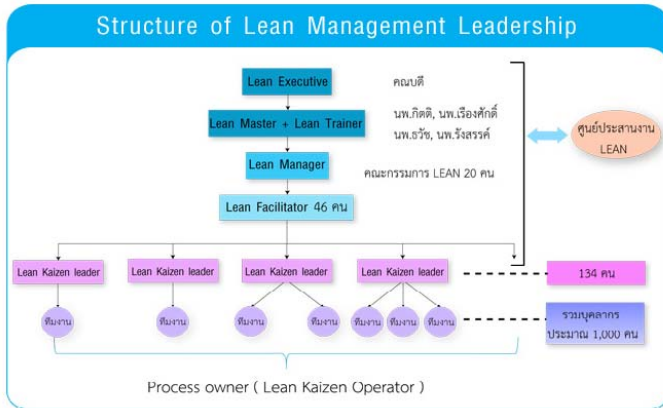 Structure of Lean Management Leadership
Lean Executive
คณบดี
Lean Master + Lean Trainer
นพ.กิตติ, นพ.เรืองศักดิ์
นพ.ธวัช, นพ.รังสรรค์
ศูนย์ประสานงาน
LEAN
Lean Manager
คณะกรรมการ LEAN 20 คน
Lean Facilitator 46 คน
Lean Kaizen leader
Lean Kaizen leader
Lean Kaizen leader
Lean Kaizen leader
134 คน
ทีมงาน
ทีมงาน
ทีมงาน
ทีมงาน
ทีมงาน
ทีมงาน
ทีมงาน
รวมบุคลากร
ประมาณ 1,000 คน
Process owner ( Lean Kaizen Operator )